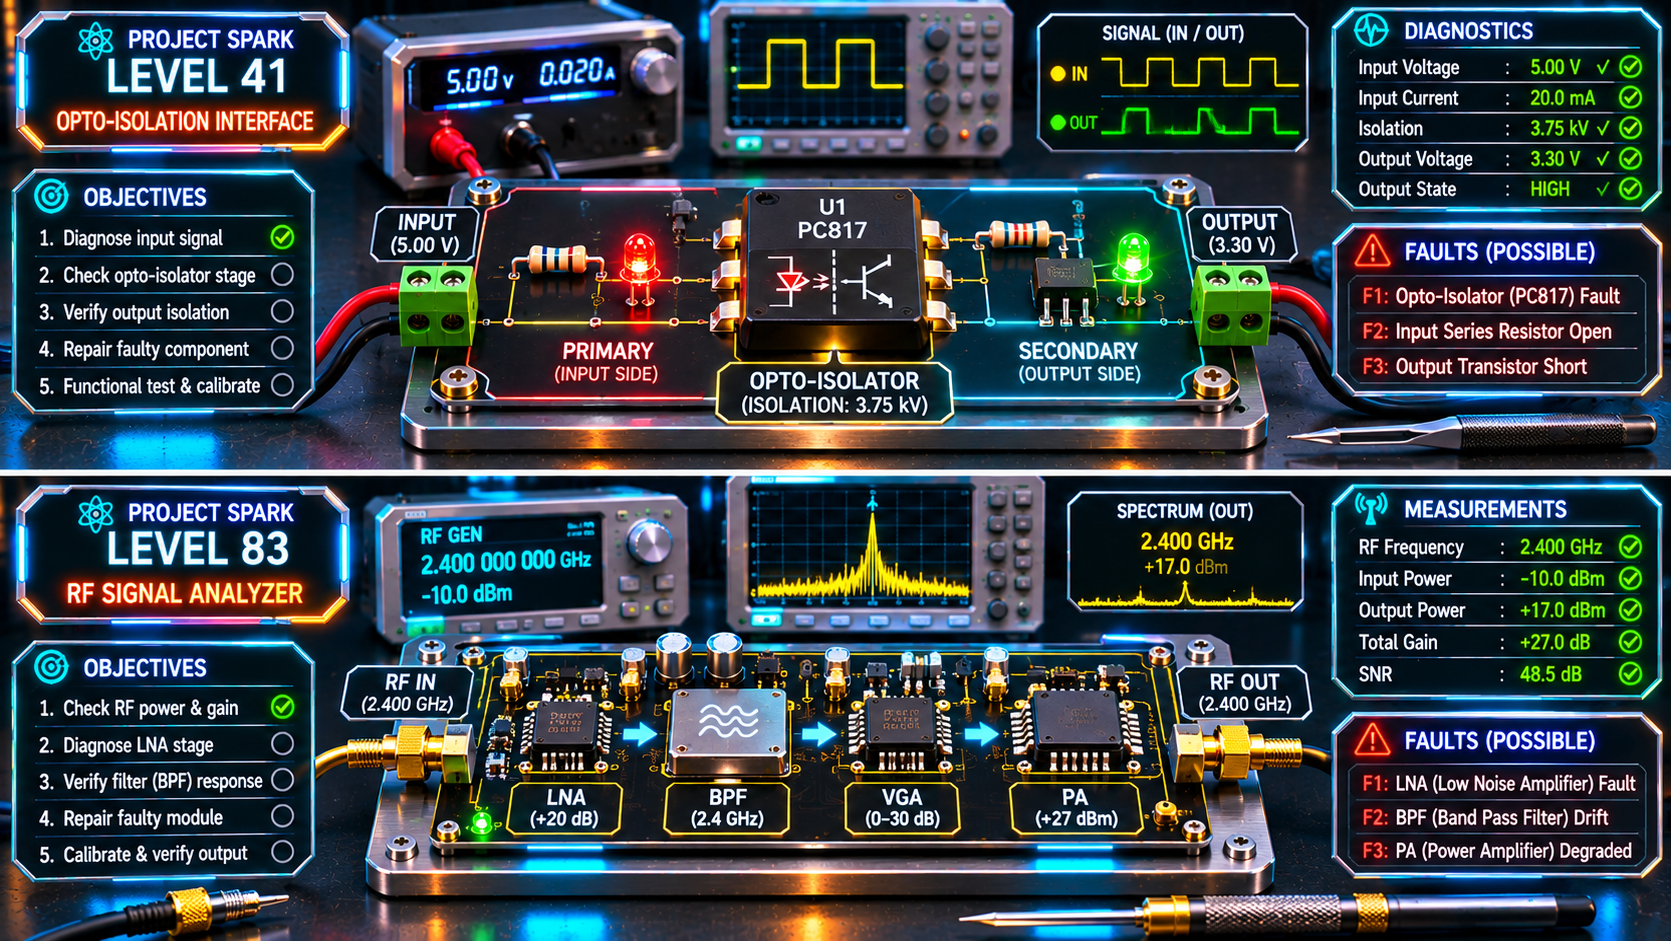 PROJECT SPARK
LEVEL 41
OPTO-ISOLATION INTERFACE
OBJECTIVES
1. Diagnose input signal
2. Check opto-isolator stage
3. Verify output isolation
4. Repair faulty component
5. Functional test & calibrate
5.00 V 0.020 A
SIGNAL (IN / OUT)
IN
OUT
DIAGNOSTICS
Input Voltage : 5.00 V ✓
Input Current : 20.0 mA
Isolation : 3.75 kV ✓
Output Voltage : 3.30 V ✓
Output State : HIGH ✓
FAULTS (POSSIBLE)
F1: Opto-Isolator (PC817) Fault
F2: Input Series Resistor Open
F3: Output Transistor Short
INPUT
(5.00 V)
U1
PC817
OUTPUT
(3.30 V)
PRIMARY
(INPUT SIDE)
SECONDARY
(OUTPUT SIDE)
OPTO-ISOLATOR
(ISOLATION: 3.75 kV)
PROJECT SPARK
LEVEL 83
RF SIGNAL ANALYZER
OBJECTIVES
1. Check RF power & gain
2. Diagnose LNA stage
3. Verify filter (BPF) response
4. Repair faulty module
5. Calibrate & verify output
RF GEN
2.400 000 000 GHz
-10.0 dBm
SPECTRUM (OUT)
2.400 GHz
+17.0 dBm
MEASUREMENTS
RF Frequency : 2.400 GHz
Input Power : -10.0 dBm
Output Power : +17.0 dBm
Total Gain : +27.0 dB
SNR : 48.5 dB
FAULTS (POSSIBLE)
F1: LNA (Low Noise Amplifier) Fault
F2: BPF (Band Pass Filter) Drift
F3: PA (Power Amplifier) Degraded
RF IN
(2.400 GHz)
RF OUT
(2.400 GHz)
LNA
(+20 dB)
BPF
(2.4 GHz)
VGA
(0-30 dB)
PA
(+27 dBm)